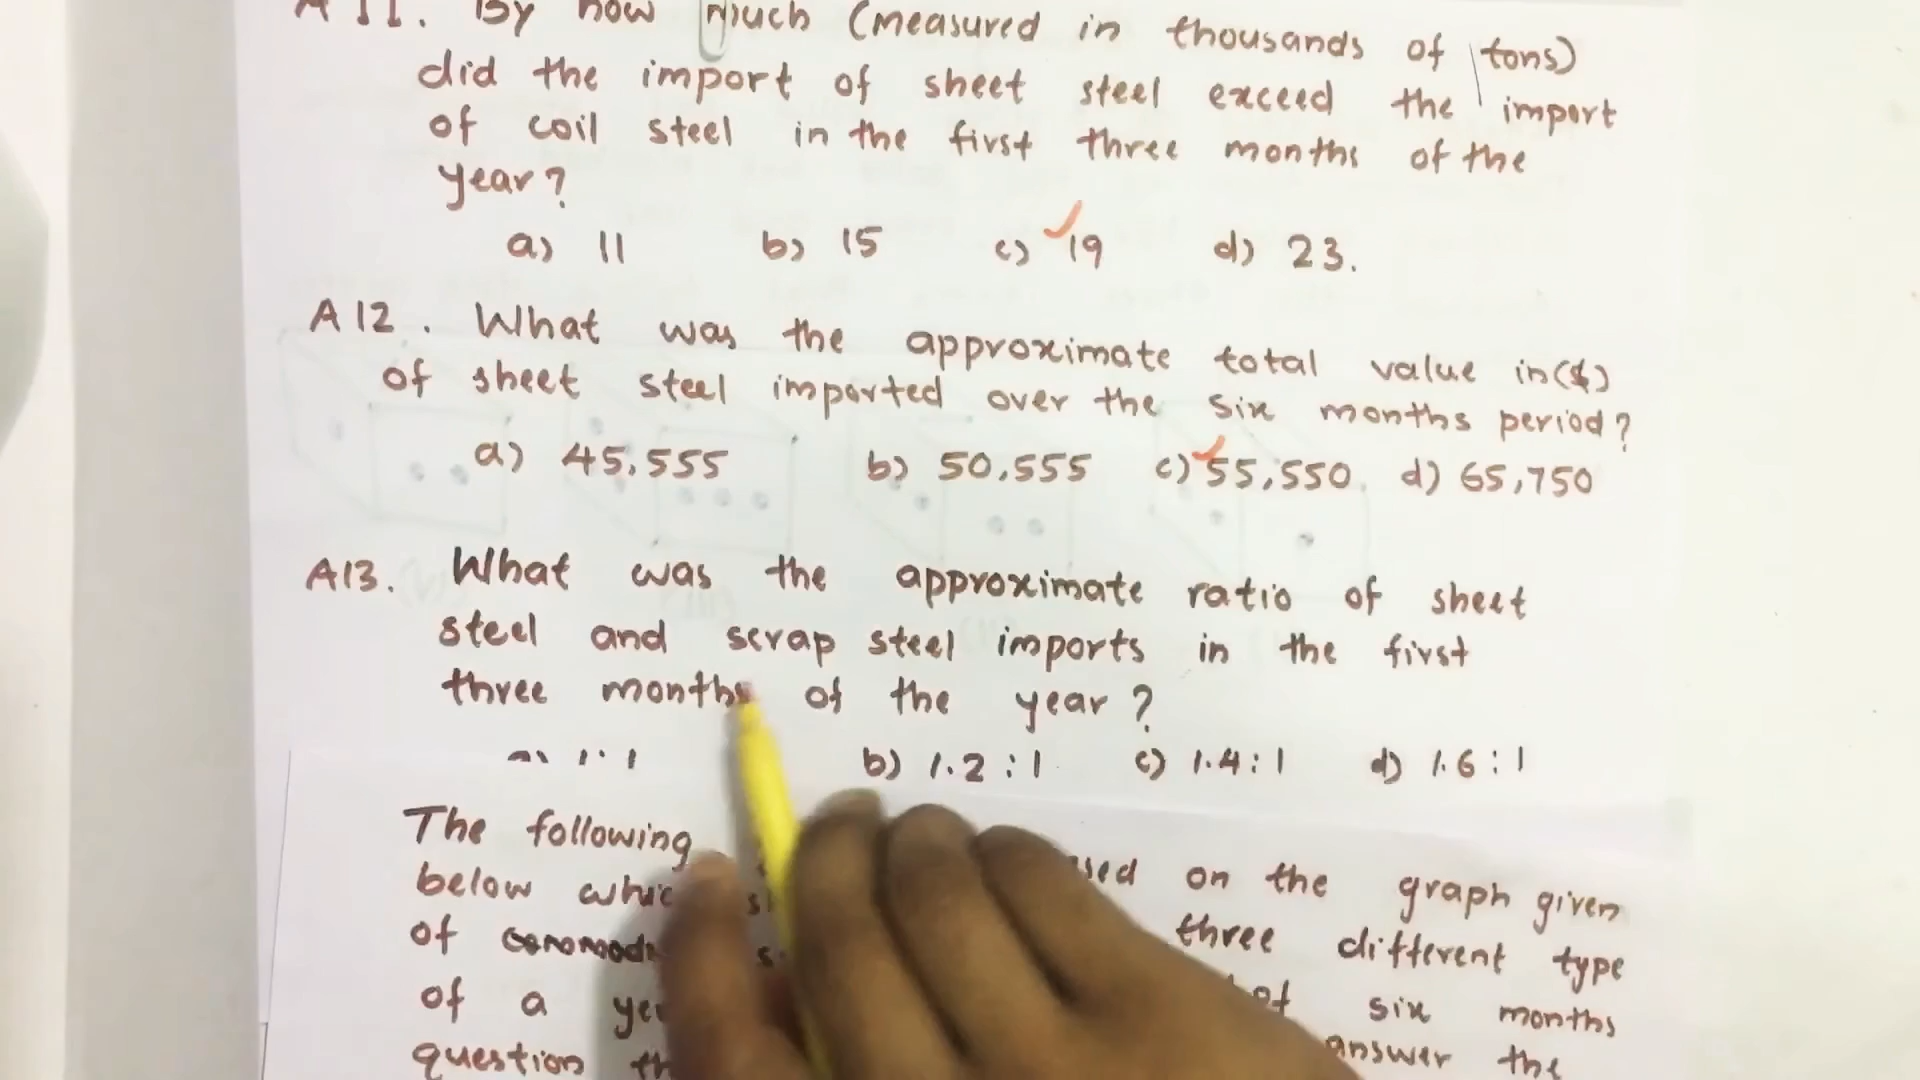 A 11. By how much (measured in thousands of tons)
did the import of sheet steel exceed the import
of coil steel in the first three months of the
year?
a) 11 b) 15 c) 19 d) 23.
A 12. What was the approximate total value in($)
of sheet steel imported over the six months period?
a) 45,555 b) 50,555 c) 55,550 d) 65,750
A13. What was the approximate ratio of sheet
steel and scrap steel imports in the first
three months of the year?
1:1 b) 1.2:1 c) 1.4:1 d) 1.6:1
The following on the graph given
below three different type
of of six months
of a answer the
question